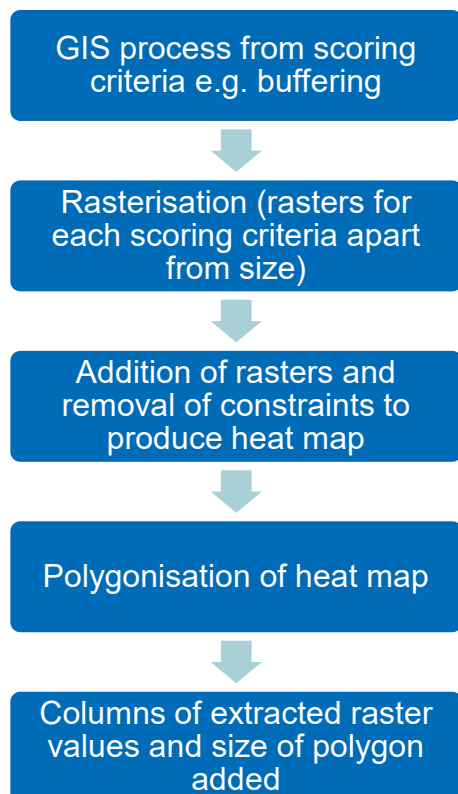 GIS process from scoring
criteria e.g. buffering
Rasterisation (rasters for
each scoring criteria apart
from size)
Addition of rasters and
removal of constraints to
produce heat map
Polygonisation of heat map
Columns of extracted raster
values and size of polygon
added